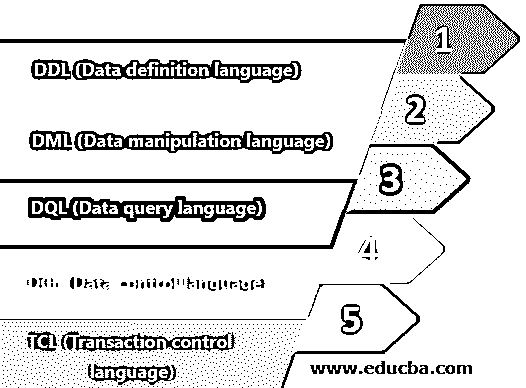 1
DDL (Data definition language)
2
DML (Data manipulation language)
3
DQL (Data query language)
4
(Data control language
5
TCL (Transaction control
language)
www.educba.com